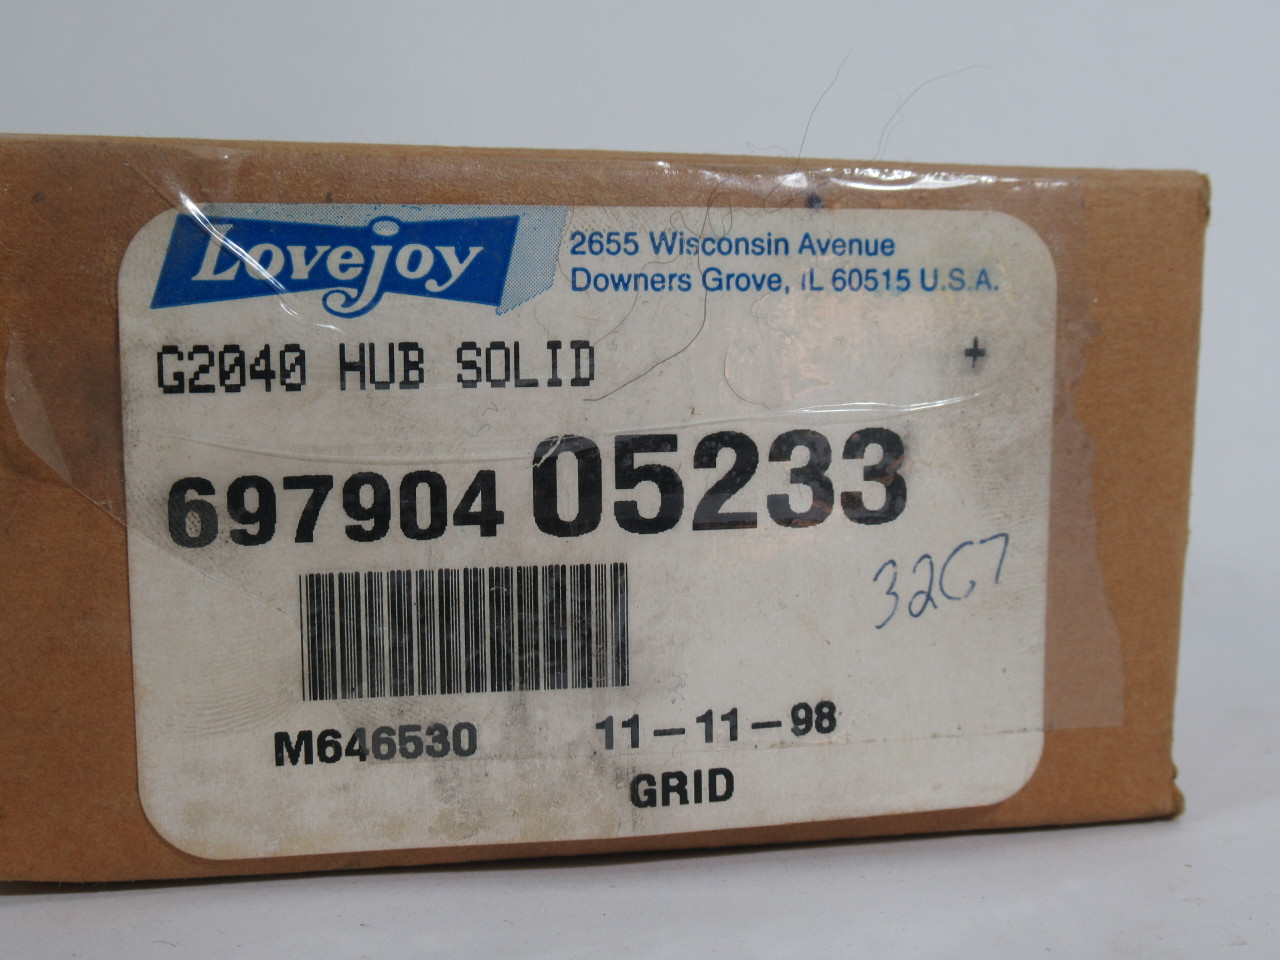 Lovejoy
2655 Wisconsin Avenue
Downers Grove, IL 60515 U.S.A.
G2040 HUB SOLID
+
697904 05233
3267
M646530 11-11-98
GRID